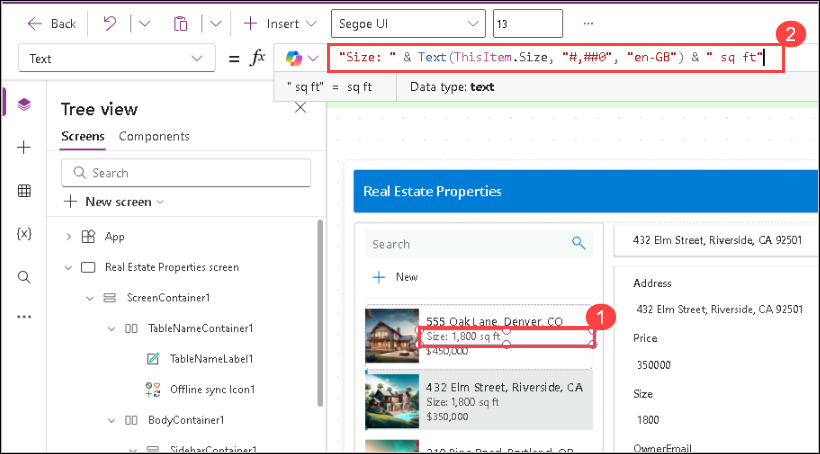 Back
Insert
Segoe UI
13
2
Text
= fx
"Size: " & Text(ThisItem.Size, "#,##0", "en-GB") & " sq ft"
" sq ft" = sq ft
Data type: text
Tree view
Screens
Components
Search
New screen
App
Real Estate Properties screen
ScreenContainer1
TableNameContainer1
TableNameLabel1
Offline sync Icon1
BodyContainer1
SidebarContainer1
{x}
Real Estate Properties
Search
New
1
555 Oak Lane, Denver, CO
Size: 1,800 sq ft
$450,000
432 Elm Street, Riverside, CA
Size: 1,800 sq ft
$350,000
432 Elm Street, Riverside, CA 92501
Address
432 Elm Street, Riverside, CA 92501
Price
350000
Size
1800
OwnerEmail